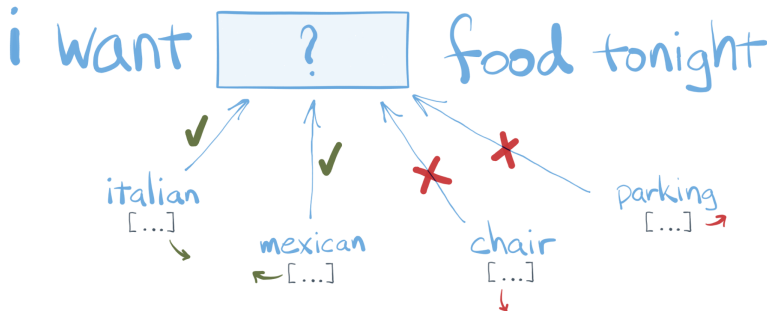 i want ? food tonight
italian
[...]
mexican
[...]
chair
[...]
parking
[...]